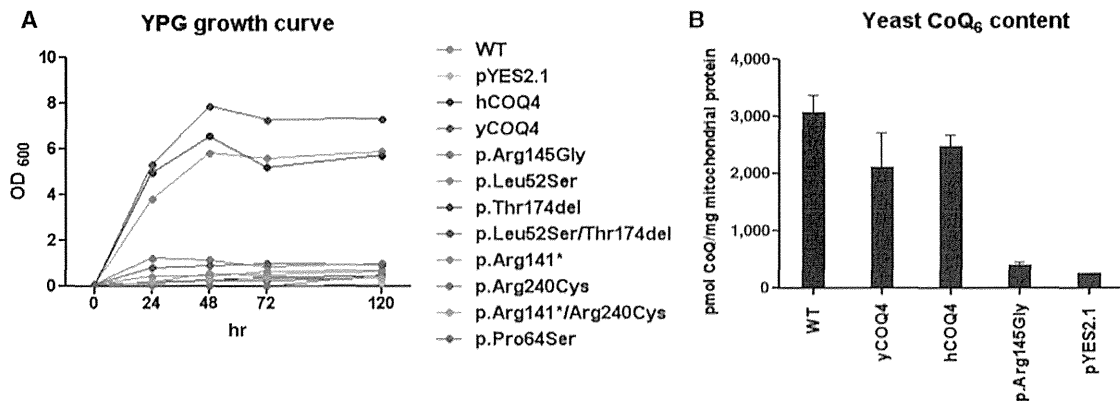 A
YPG growth curve
10
8
6
4
2
0
OD 600
0 24 48 72 120
hr
WT
pYES2.1
hCOQ4
yCOQ4
p.Arg145Gly
p.Leu52Ser
p.Thr174del
p.Leu52Ser/Thr174del
p.Arg141*
p.Arg240Cys
p.Arg141*/Arg240Cys
p.Pro64Ser
B
Yeast CoQ6 content
4,000
3,000
2,000
1,000
0
pmol CoQ/mg mitochondrial protein
WT
yCOQ4
hCOQ4
p.Arg145Gly
pYES2.1